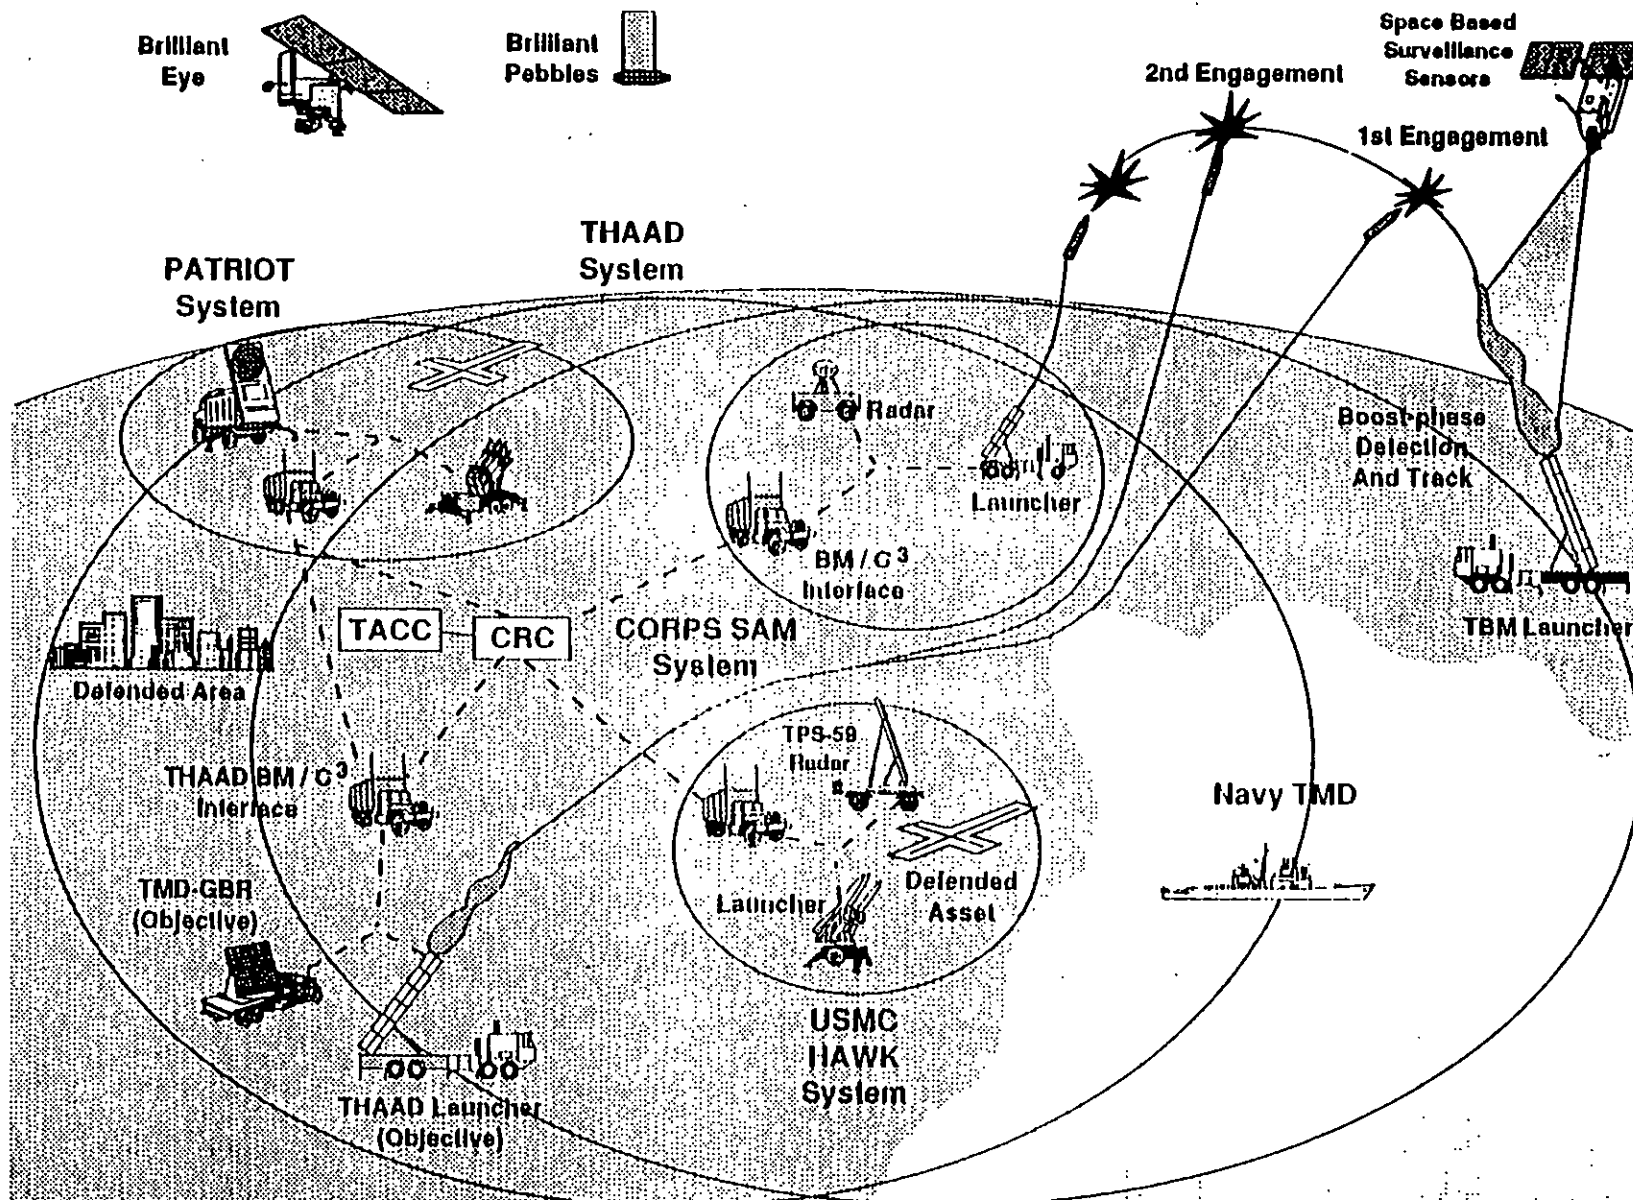 Brilliant
Eye
Brilliant
Pebbles
Space Based
Surveillance
Sensors
2nd Engagement
1st Engagement
THAAD
System
PATRIOT
System
Radar
Launcher
BM / C³
Interface
Boost-phase
Detection
And Track
TBM Launcher
TACC
CRC
CORPS SAM
System
Defended Area
THAAD BM / C³
Interface
TPS-59
Radar
Navy TMD
TMD-GBR
(Objective)
Launcher
Defended
Asset
USMC
HAWK
System
THAAD Launcher
(Objective)